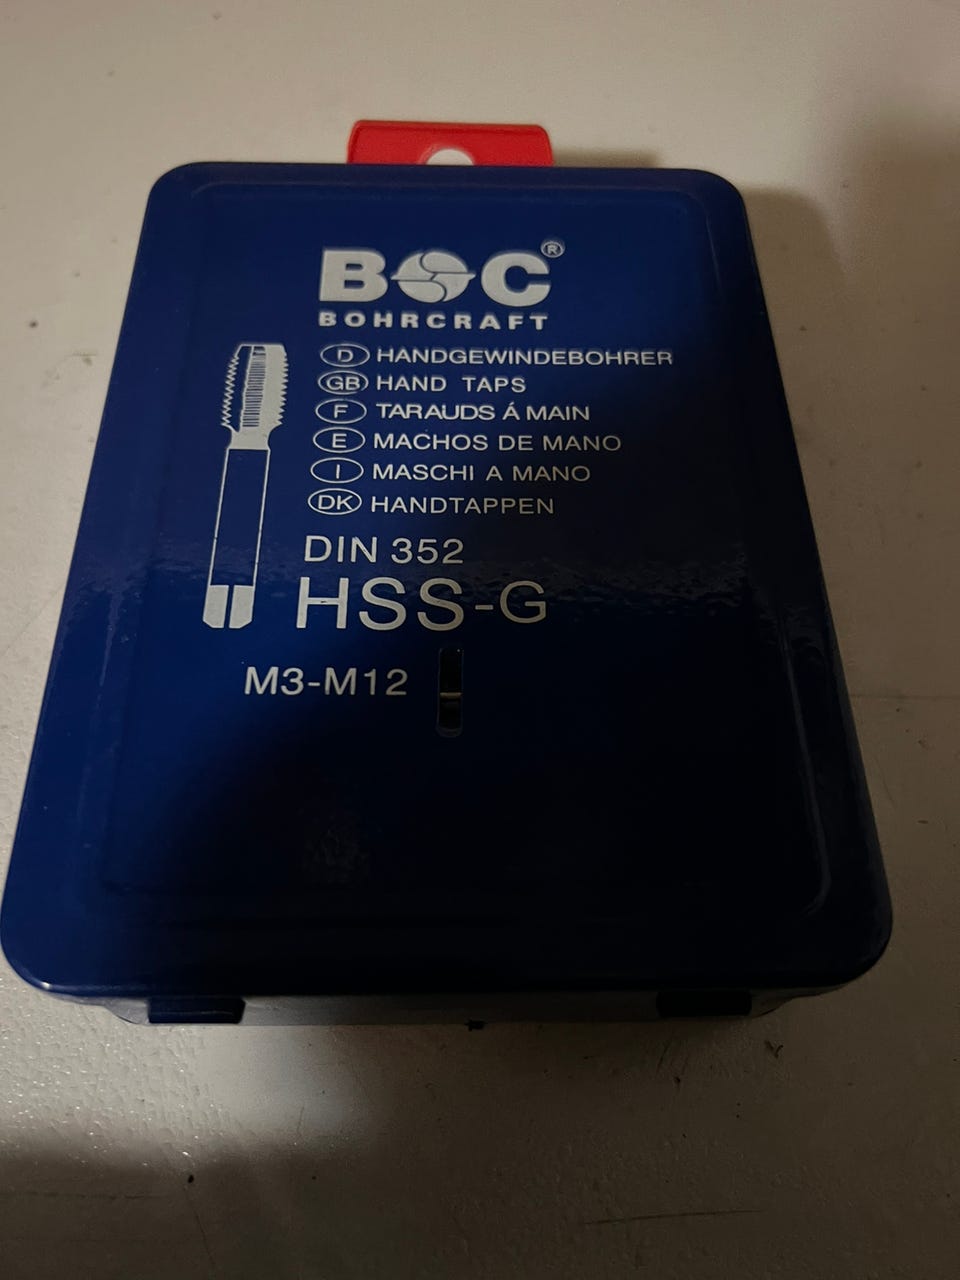 BOC®
BOHRCRAFT
D HANDGEWINDEBOHRER
GB HAND TAPS
F TARAUDS Á MAIN
E MACHOS DE MANO
I MASCHI A MANO
DK HANDTAPPEN
DIN 352
HSS-G
M3-M12